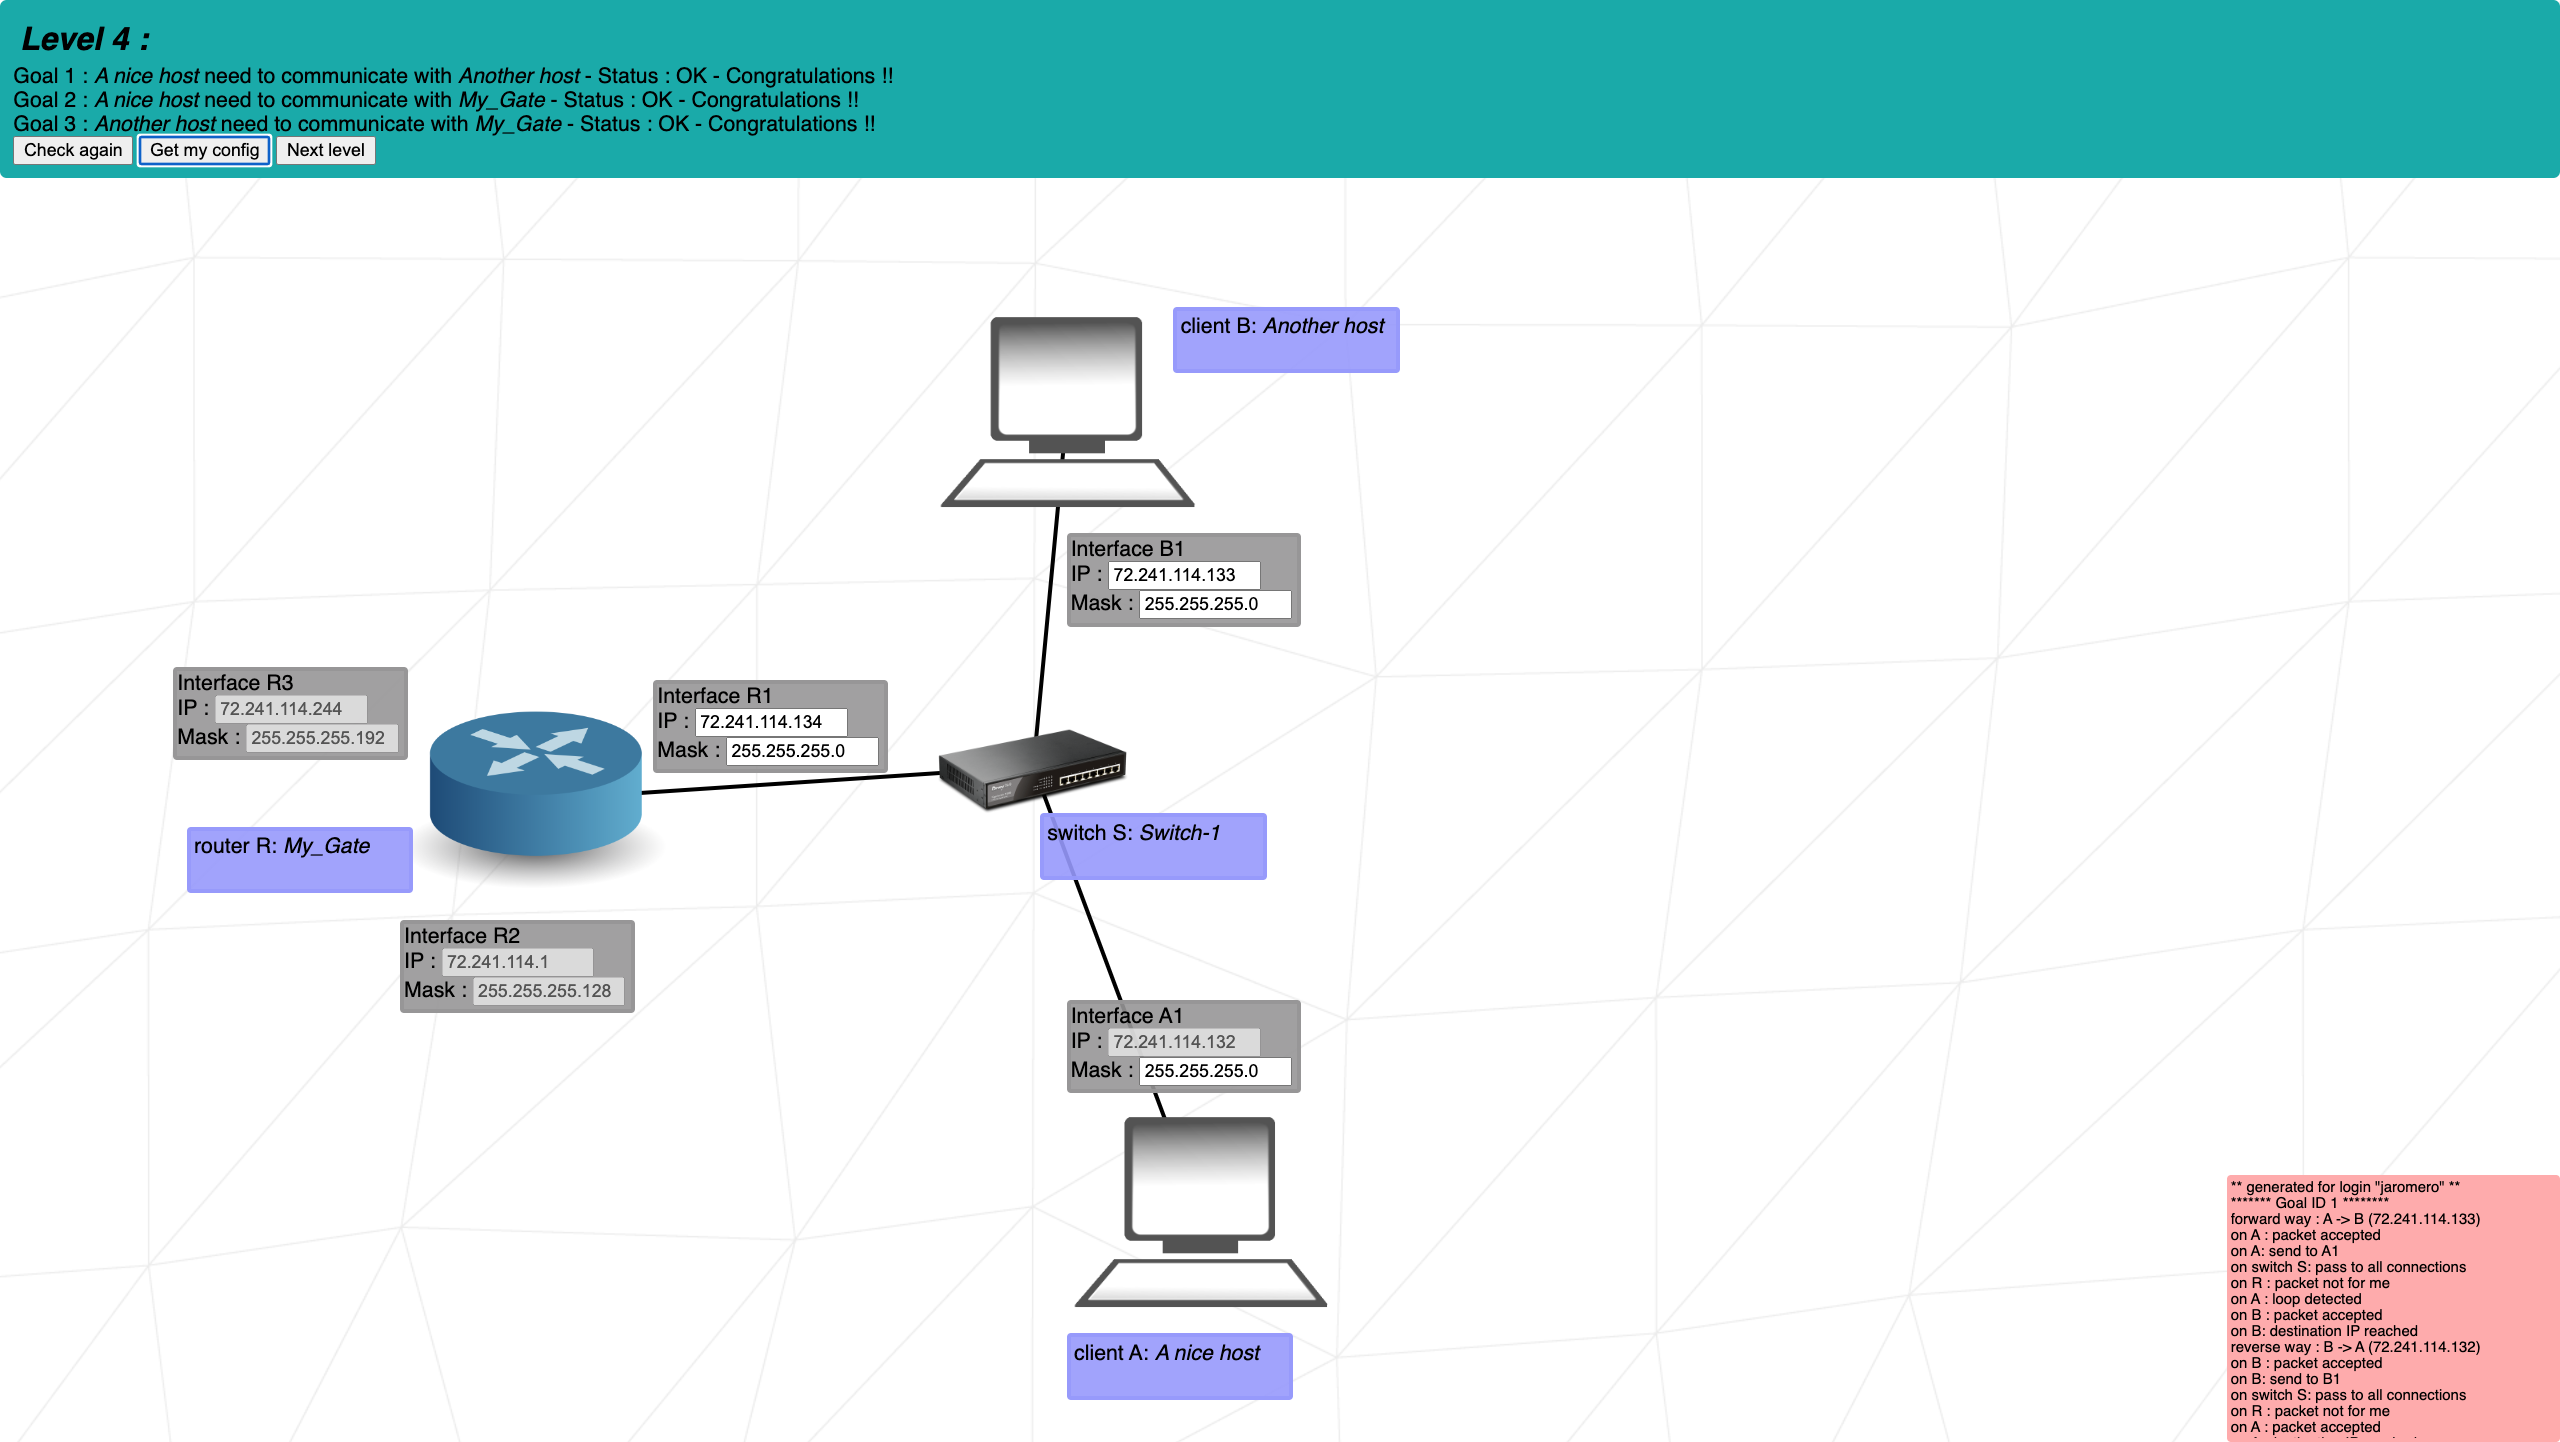 Level 4 :
Goal 1 : A nice host need to communicate with Another host - Status : OK - Congratulations !!
Goal 2 : A nice host need to communicate with My_Gate - Status : OK - Congratulations !!
Goal 3 : Another host need to communicate with My_Gate - Status : OK - Congratulations !!
Check again Get my config Next level
client B: Another host
Interface B1
IP : 72.241.114.133
Mask : 255.255.255.0
Interface R3
IP : 72.241.114.244
Mask : 255.255.255.192
Interface R1
IP : 72.241.114.134
Mask : 255.255.255.0
router R: My_Gate
switch S: Switch-1
Interface R2
IP : 72.241.114.1
Mask : 255.255.255.128
Interface A1
IP : 72.241.114.132
Mask : 255.255.255.0
client A: A nice host
** generated for login "jaromero" **
******* Goal ID 1 ********
forward way : A -> B (72.241.114.133)
on A : packet accepted
on A: send to A1
on switch S: pass to all connections
on R : packet not for me
on A : loop detected
on B : packet accepted
on B: destination IP reached
reverse way : B -> A (72.241.114.132)
on B : packet accepted
on B: send to B1
on switch S: pass to all connections
on R : packet not for me
on A : packet accepted